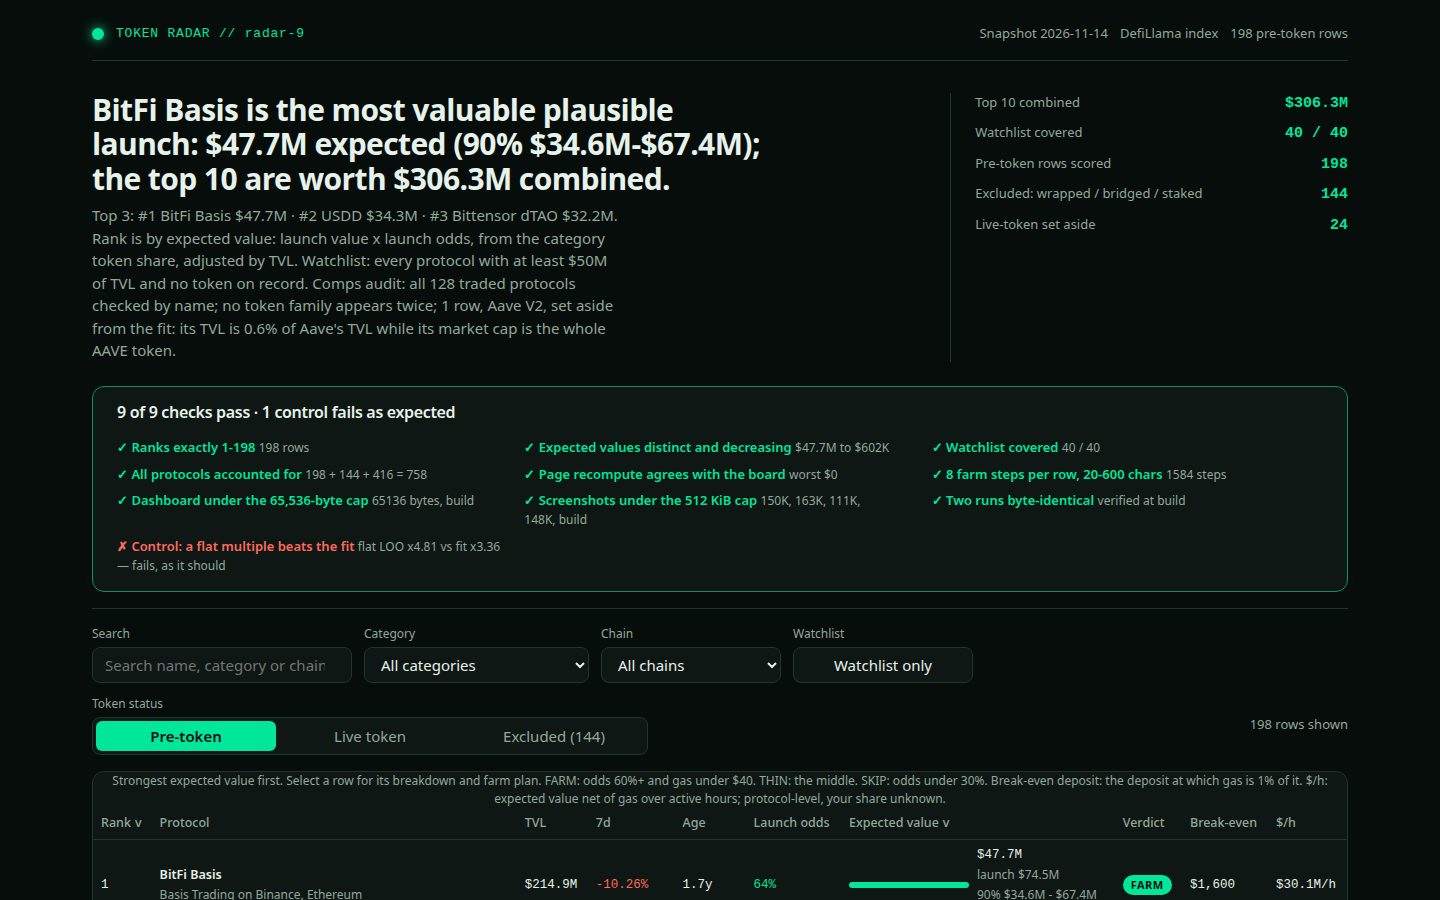 TOKEN RADAR // radar-9
Snapshot 2026-11-14 DefiLlama index 198 pre-token rows
BitFi Basis is the most valuable plausible
launch: $47.7M expected (90% $34.6M-$67.4M);
the top 10 are worth $306.3M combined.
Top 3: #1 BitFi Basis $47.7M · #2 USDD $34.3M · #3 Bittensor dTAO $32.2M.
Rank is by expected value: launch value x launch odds, from the category
token share, adjusted by TVL. Watchlist: every protocol with at least $50M
of TVL and no token on record. Comps audit: all 128 traded protocols
checked by name; no token family appears twice; 1 row, Aave V2, set aside
from the fit: its TVL is 0.6% of Aave's TVL while its market cap is the whole
AAVE token.
Top 10 combined $306.3M
Watchlist covered 40 / 40
Pre-token rows scored 198
Excluded: wrapped / bridged / staked 144
Live-token set aside 24
9 of 9 checks pass · 1 control fails as expected
✓ Ranks exactly 1-198 198 rows
✓ Expected values distinct and decreasing $47.7M to $602K
✓ Watchlist covered 40 / 40
✓ All protocols accounted for 198 + 144 + 416 = 758
✓ Page recompute agrees with the board worst $0
✓ 8 farm steps per row, 20-600 chars 1584 steps
✓ Dashboard under the 65,536-byte cap 65136 bytes, build
✓ Screenshots under the 512 KiB cap 150K, 163K, 111K,
148K, build
✓ Two runs byte-identical verified at build
✗ Control: a flat multiple beats the fit flat LOO x4.81 vs fit x3.36
— fails, as it should
Search Category Chain Watchlist
Search name, category or chain All categories All chains Watchlist only
Token status
Pre-token Live token Excluded (144)
198 rows shown
Strongest expected value first. Select a row for its breakdown and farm plan. FARM: odds 60%+ and gas under $40. THIN: the middle. SKIP: odds under 30%. Break-even deposit: the deposit at which gas is 1% of it. $/h:
expected value net of gas over active hours; protocol-level, your share unknown.
Rank v Protocol TVL 7d Age Launch odds Expected value v Verdict Break-even $/h
1 BitFi Basis $214.9M -10.26% 1.7y 64% $47.7M FARM $1,600 $30.1M/h
Basis Trading on Binance, Ethereum
launch $74.5M
90% $34.6M - $67.4M